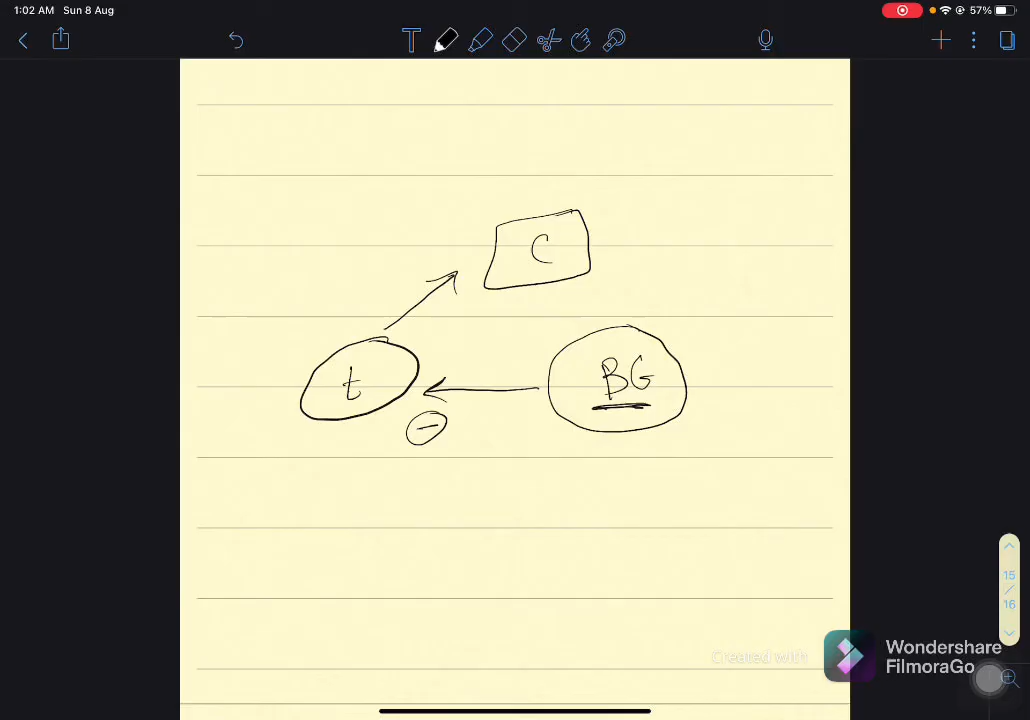 1:02 AM Sun 8 Aug 57%
T
C
t
BG
−
15
16
Created with
Wondershare
FilmoraGo